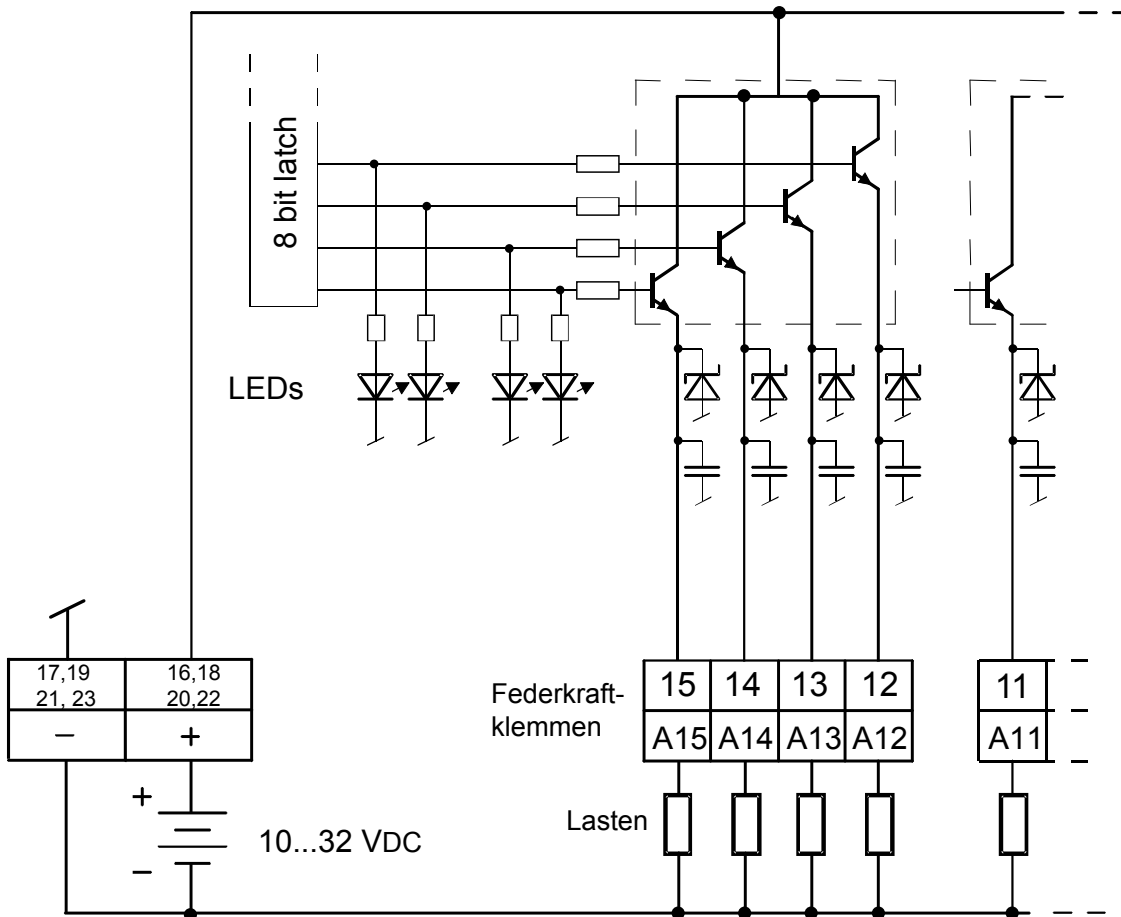 8 bit latch
LEDs
17,19
21, 23
16,18
20,22
−
+
Federkraft-
klemmen
15
14
13
12
11
A15
A14
A13
A12
A11
+
−
10...32 VDC
Lasten